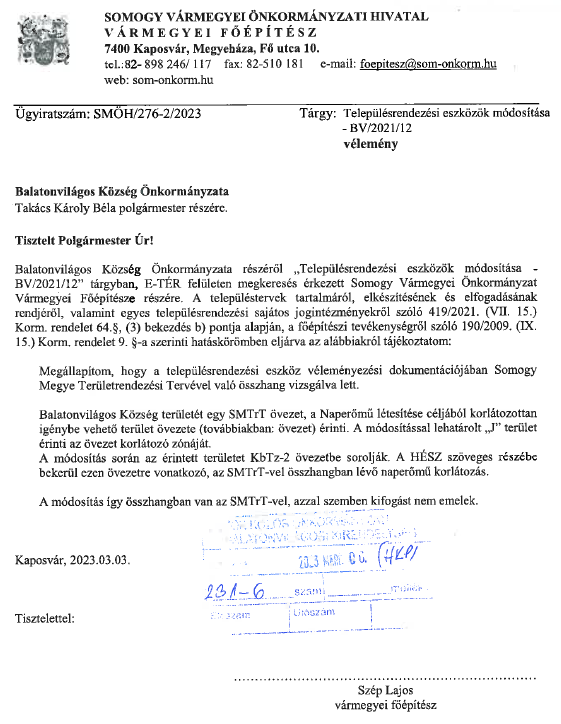 SOMOGY VÁRMEGYEI ÖNKORMÁNYZATI HIVATAL
VÁRMEGYEI FŐÉPÍTÉSZ
7400 Kaposvár, Megyeháza, Fő utca 10.
tel.:82- 898 246/ 117 fax: 82-510 181 e-mail: foepitesz@som-onkorm.hu
web: som-onkorm.hu
Ügyiratszám: SMÖH/276-2/2023
Tárgy: Településrendezési eszközök módosítása
- BV/2021/12
vélemény
Balatonvilágos Község Önkormányzata
Takács Károly Béla polgármester részére.
Tisztelt Polgármester Úr!
Balatonvilágos Község Önkormányzata részéről „Településrendezési eszközök módosítása -
BV/2021/12” tárgyban, E-TÉR felületen megkeresés érkezett Somogy Vármegyei Önkormányzat
Vármegyei Főépítésze részére. A településtervek tartalmáról, elkészítésének és elfogadásának
rendjéről, valamint egyes településrendezési sajátos jogintézményekről szóló 419/2021. (VII. 15.)
Korm. rendelet 64.§, (3) bekezdés b) pontja alapján, a főépítészi tevékenységről szóló 190/2009. (IX.
15.) Korm. rendelet 9. §-a szerinti hatáskörömben eljárva az alábbiakról tájékoztatom:
Megállapítom, hogy a településrendezési eszköz véleményezési dokumentációjában Somogy
Megye Területrendezési Tervével való összhang vizsgálva lett.
Balatonvilágos Község területét egy SMTrT övezet, a Naperőmű létesítése céljából korlátozottan
igénybe vehető terület övezete (továbbiakban: övezet) érinti. A módosítással lehatárolt „J” terület
érinti az övezet korlátozó zónáját.
A módosítás során az érintett területet KbTz-2 övezetbe sorolják. A HÉSZ szöveges részébe
bekerül ezen övezetre vonatkozó, az SMTrT-vel összhangban lévő naperőmű korlátozás.
A módosítás így összhangban van az SMTrT-vel, azzal szemben kifogást nem emelek.
Kaposvár, 2023.03.03.
(HKP)
231-6 szám
Utószám
Tisztelettel:
Szép Lajos
vármegyei főépítész